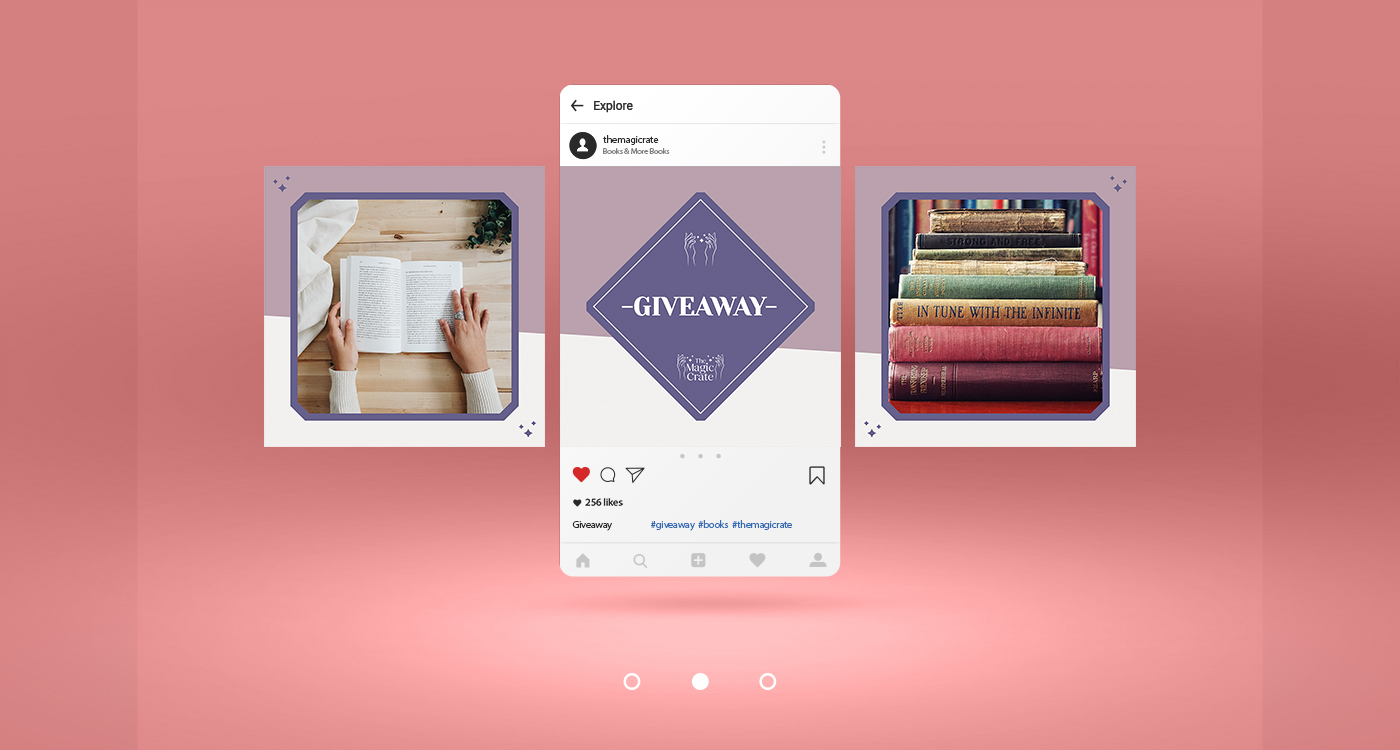 Explore
themagicrate
Books & More Books
-GIVEAWAY-
The
Magic
Crate
STRONG AND FREE
IN TUNE WITH THE INFINITE
256 likes
Giveaway #giveaway #books #themagicrate